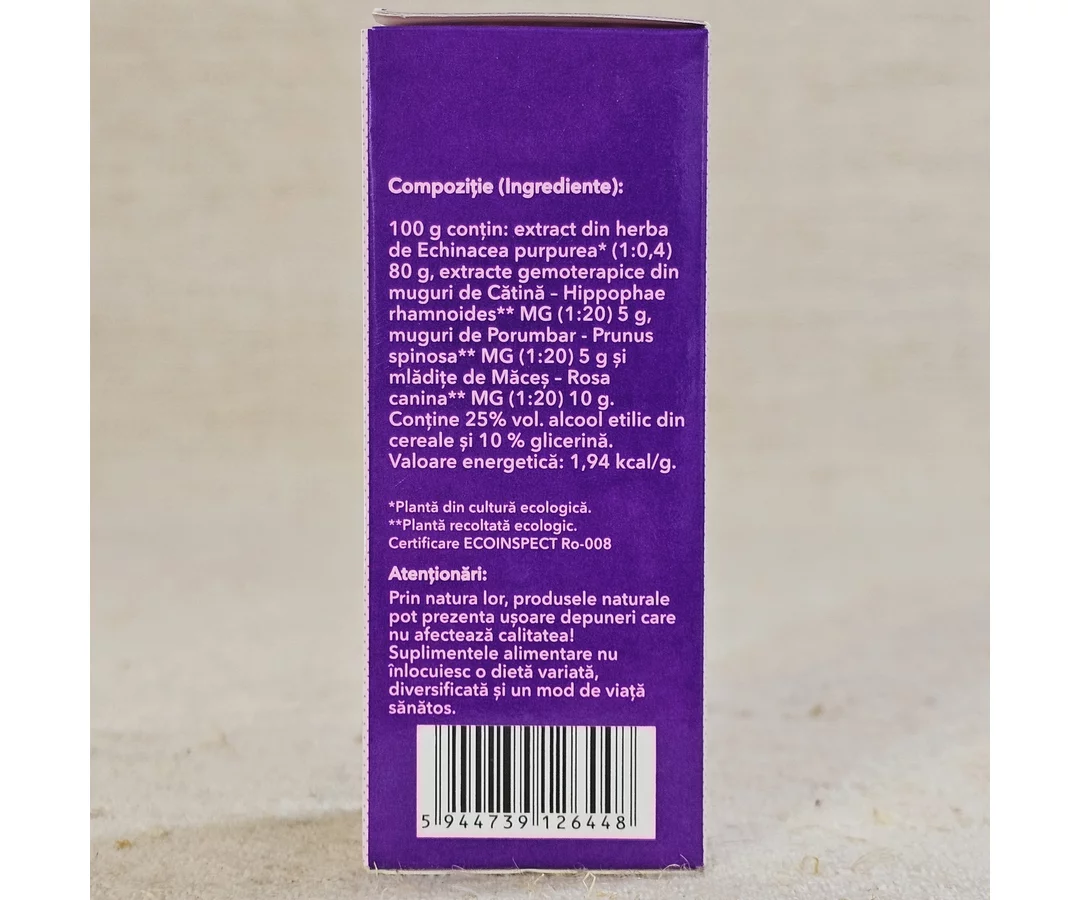 Compoziție (Ingrediente):
100 g conțin: extract din herba
de Echinacea purpurea* (1:0,4)
80 g, extracte gemoterapice din
muguri de Cătină – Hippophae
rhamnoides** MG (1:20) 5 g,
muguri de Porumbar - Prunus
spinosa** MG (1:20) 5 g și
mlădițe de Măceș – Rosa
canina** MG (1:20) 10 g.
Conține 25% vol. alcool etilic din
cereale și 10 % glicerină.
Valoare energetică: 1,94 kcal/g.
*Plantă din cultură ecologică.
**Plantă recoltată ecologic.
Certificare ECOINSPECT Ro-008
Atenționări:
Prin natura lor, produsele naturale
pot prezenta ușoare depuneri care
nu afectează calitatea!
Suplimentele alimentare nu
înlocuiesc o dietă variată,
diversificată și un mod de viață
sănătos.
5 944739 126448